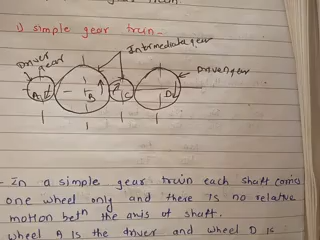 1) simple gear train -
Driver gear
Intermediate gear
Driven gear
A
B
C
D
- In a simple gear train each shaft carries
one wheel only and there is no relative
motion betn the axis of shaft.
wheel A is the driver and wheel D is